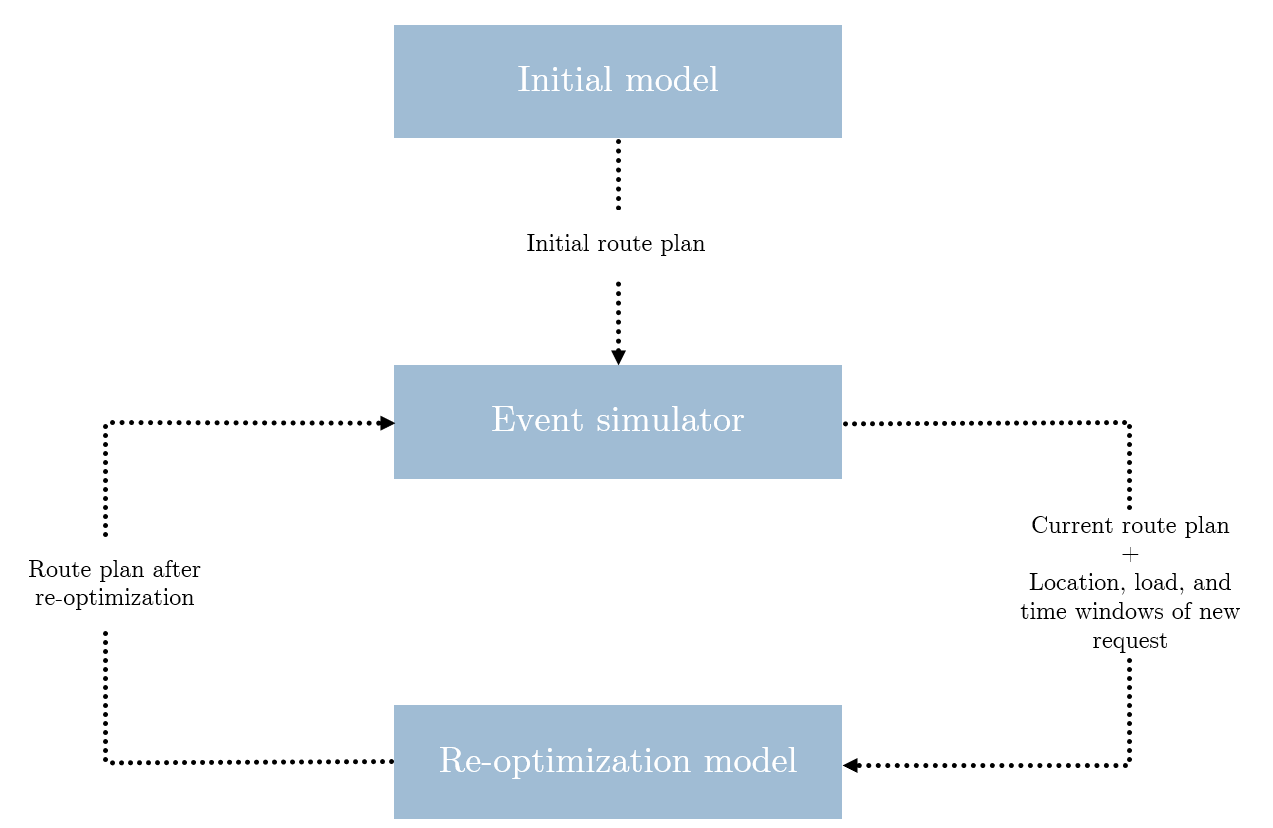 Initial model
Initial route plan
Event simulator
Current route plan
+
Location, load, and
time windows of new
request
Route plan after
re-optimization
Re-optimization model